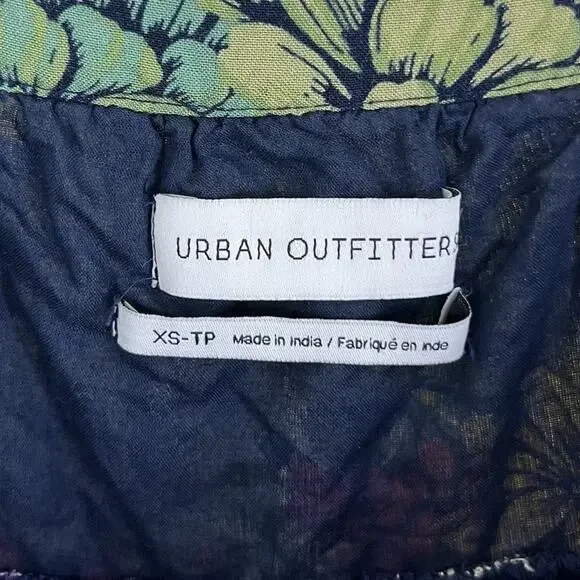 URBAN OUTFITTERS
XS-TP Made in India / Fabriqué en Inde